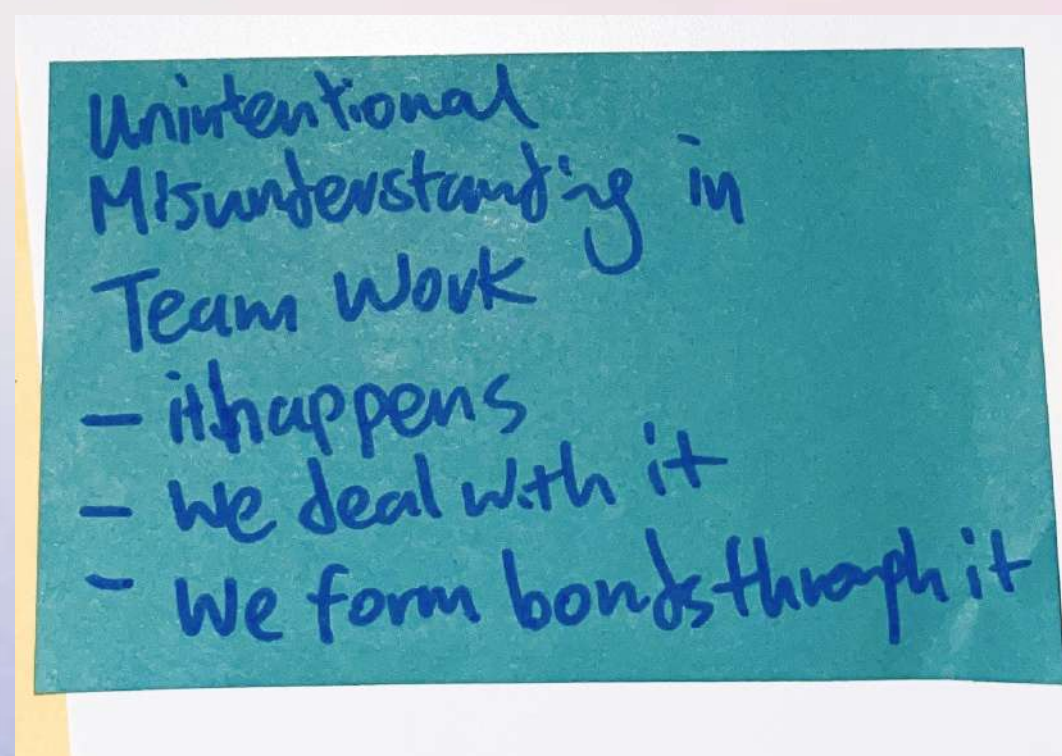 Unintentional
Misunderstanding in
Team Work
- it happens
- We deal with it
- We form bonds through it